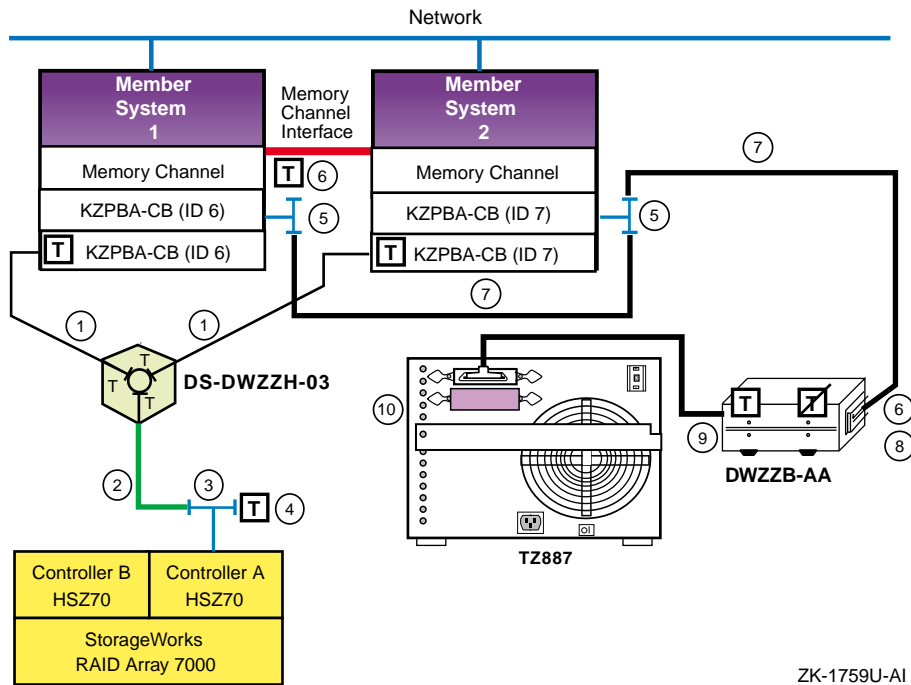 Network
Member
System
1
Member
System
2
Memory
Channel
Interface
7
Memory Channel
T
6
Memory Channel
KZPBA-CB (ID 6)
5
KZPBA-CB (ID 7)
5
T
KZPBA-CB (ID 6)
T
KZPBA-CB (ID 7)
7
1
1
T
T
T
DS-DWZZH-03
10
T
T
6
9
8
DWZZB-AA
2
3
T
4
TZ887
Controller B
HSZ70
Controller A
HSZ70
StorageWorks
RAID Array 7000
ZK-1759U-AI